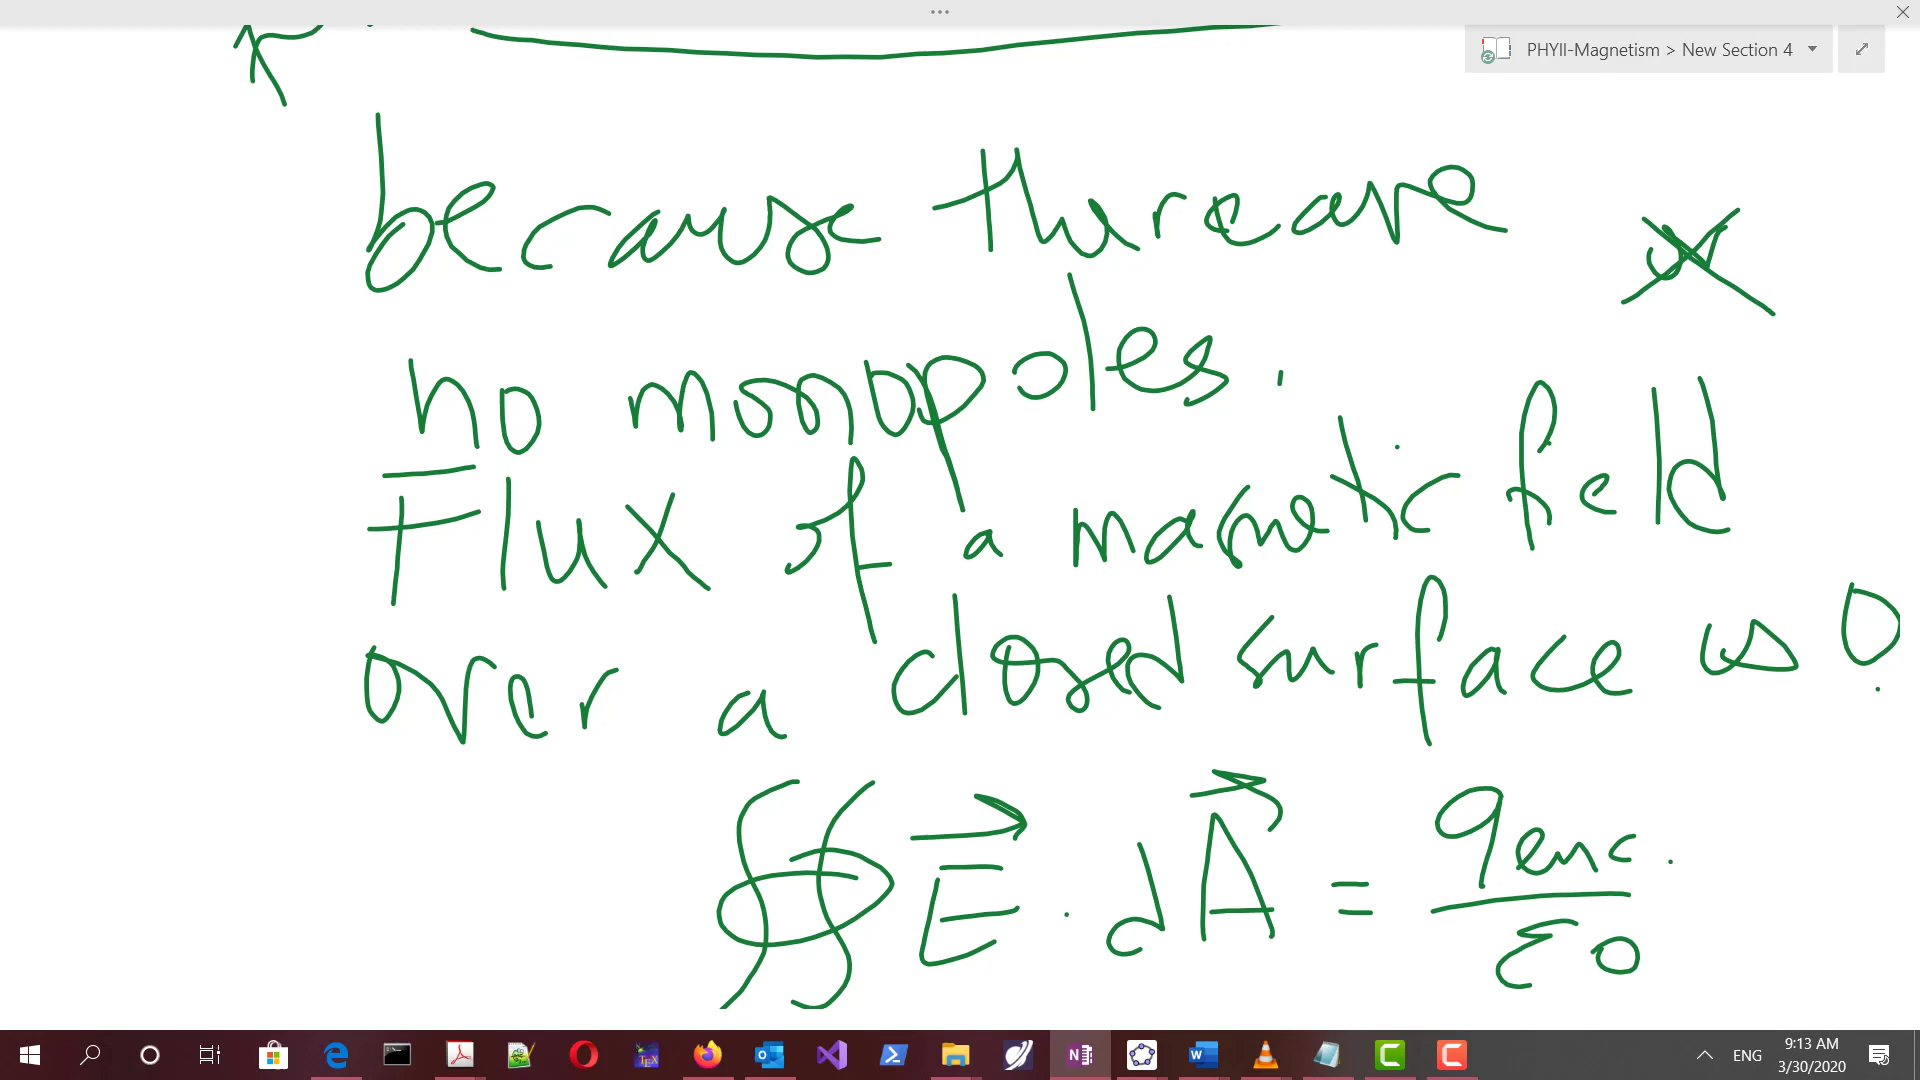 PHYII-Magnetism > New Section 4
because there are
no monopoles.
Flux of a magnetic field
over a closed surface is 0.
∯ E⃗ · dA⃗ = qenc. / ε0
ENG
9:13 AM
3/30/2020